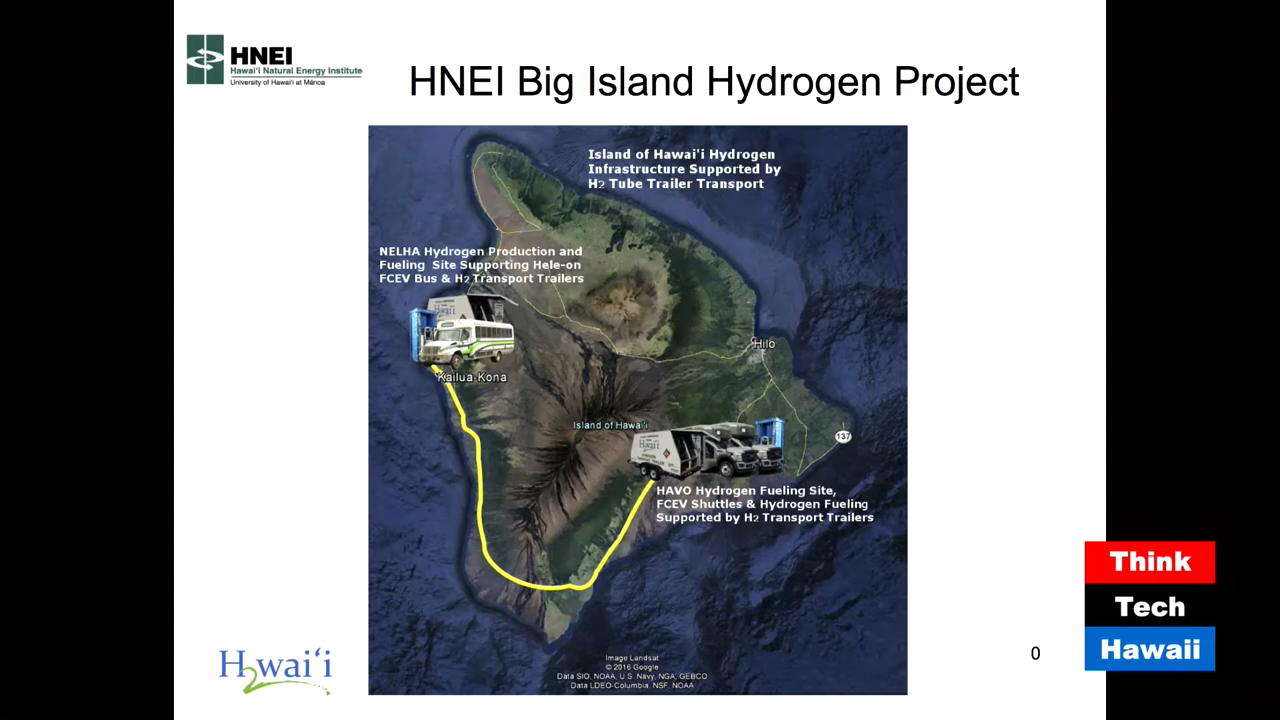 HNEI
Hawai'i Natural Energy Institute
University of Hawai'i at Mānoa
HNEI Big Island Hydrogen Project
Island of Hawai'i Hydrogen
Infrastructure Supported by
H2 Tube Trailer Transport
NELHA Hydrogen Production and
Fueling Site Supporting Hele-on
FCEV Bus & H2 Transport Trailers
Hilo
Kailua-Kona
Island of Hawai'i
137
HAVO Hydrogen Fueling Site,
FCEV Shuttles & Hydrogen Fueling
Supported by H2 Transport Trailers
Image Landsat
© 2016 Google
Data SIO, NOAA, U.S. Navy, NGA, GEBCO
Data LDEO-Columbia, NSF, NOAA
H2wai'i
0
Think
Tech
Hawaii